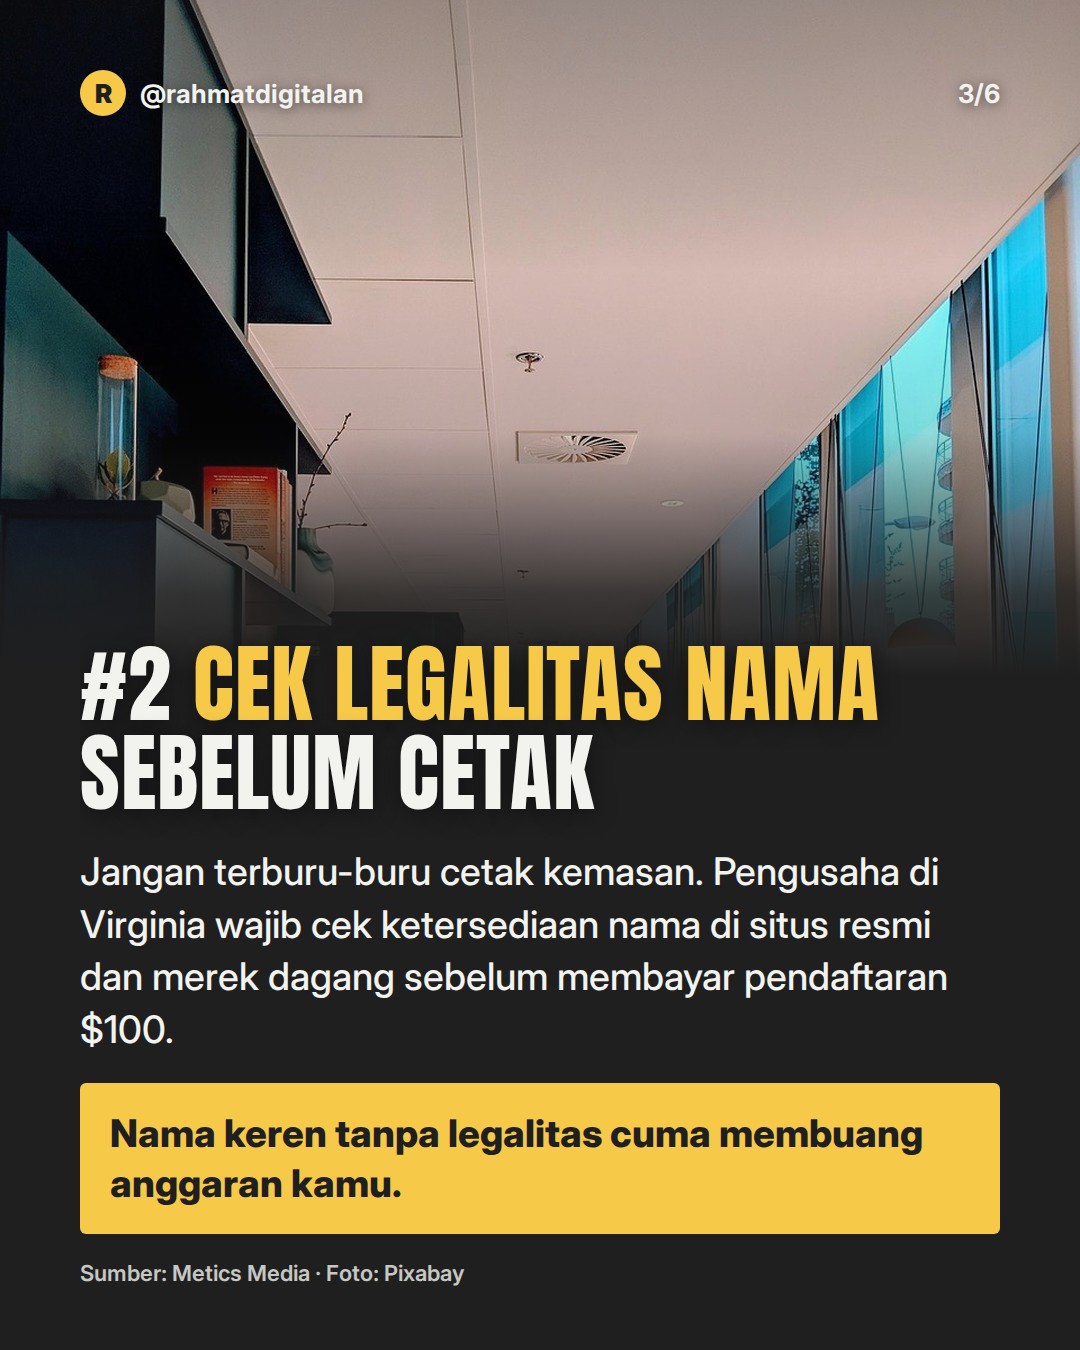 R @rahmatdigitalan
3/6
#2 CEK LEGALITAS NAMA
SEBELUM CETAK
Jangan terburu-buru cetak kemasan. Pengusaha di
Virginia wajib cek ketersediaan nama di situs resmi
dan merek dagang sebelum membayar pendaftaran
$100.
Nama keren tanpa legalitas cuma membuang
anggaran kamu.
Sumber: Metics Media · Foto: Pixabay